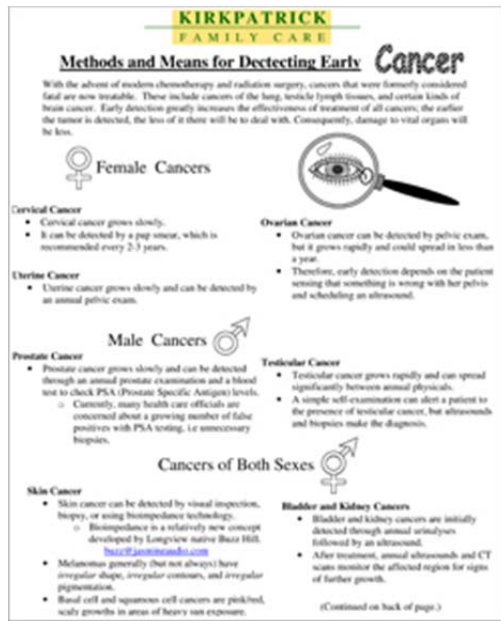 KIRKPATRICK
FAMILY CARE
Methods and Means for Dectecting Early Cancer
With the advent of modern chemotherapy and radiation surgery, cancers that were formerly considered
fatal are now treatable. These include cancers of the lung, testicle lymph tissues, and certain kinds of
brain cancer. Early detection greatly increases the effectiveness of treatment of all cancers; the earlier
the tumor is detected, the less of it there will be to deal with. Consequently, damage to vital organs will
be less.
Female Cancers
Cervical Cancer
• Cervical cancer grows slowly.
• It can be detected by a pap smear, which is
recommended every 2-3 years.
Uterine Cancer
• Uterine cancer grows slowly and can be detected by
an annual pelvic exam.
Ovarian Cancer
• Ovarian cancer can be detected by pelvic exam,
but it grows rapidly and could spread in less than
a year.
• Therefore, early detection depends on the patient
sensing that something is wrong with her pelvis
and scheduling an ultrasound.
Male Cancers
Prostate Cancer
• Prostate cancer grows slowly and can be detected
through an annual prostate examination and a blood
test to check PSA (Prostate Specific Antigen) levels.
o Currently, many health care officials are
concerned about a growing number of false
positives with PSA testing, i.e unnecessary
biopsies.
Testicular Cancer
• Testicular cancer grows rapidly and can spread
significantly between annual physicals.
• A simple self-examination can alert a patient to
the presence of testicular cancer, but ultrasounds
and biopsies make the diagnosis.
Cancers of Both Sexes
Skin Cancer
• Skin cancer can be detected by visual inspection,
biopsy, or using bioimpedance technology.
o Bioimpedance is a relatively new concept
developed by Longview native Buzz Hill.
buzz@jasmineaudio.com
• Melanomas generally (but not always) have
irregular shape, irregular contours, and irregular
pigmentation.
• Basal cell and squamous cell cancers are pink/red,
scaly growths in areas of heavy sun exposure.
Bladder and Kidney Cancers
• Bladder and kidney cancers are initially
detected through annual urinalyses
followed by an ultrasound.
• After treatment, annual ultrasounds and CT
scans monitor the affected region for signs
of further growth.
(Continued on back of page.)